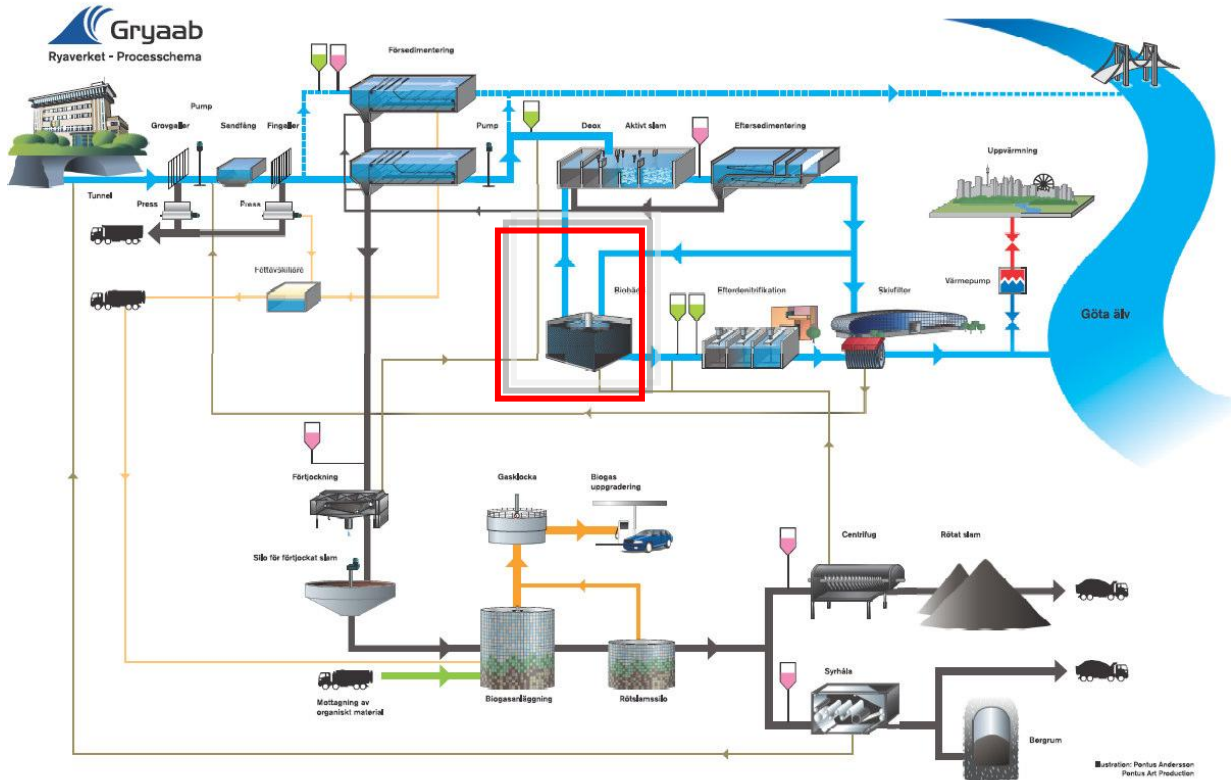 Gryaab
Ryaverket - Processchema
Försedimentering
Pump
Grovgaller
Sandfång
Fingaller
Pump
Deox
Aktivt slam
Eftersedimentering
Uppvärmning
Tunnel
Press
Press
Fettavskiljare
Biobädd
Efterdenitrifikation
Skivfilter
Värmepump
Göta älv
Förtjockning
Gasklocka
Biogas
uppgradering
Silo för förtjockat slam
Centrifug
Rötat slam
Mottagning av
organiskt material
Biogasanläggning
Rötslamssilo
Syrhåla
Bergrum
Illustration: Pontus Andersson
Pontus Art Production